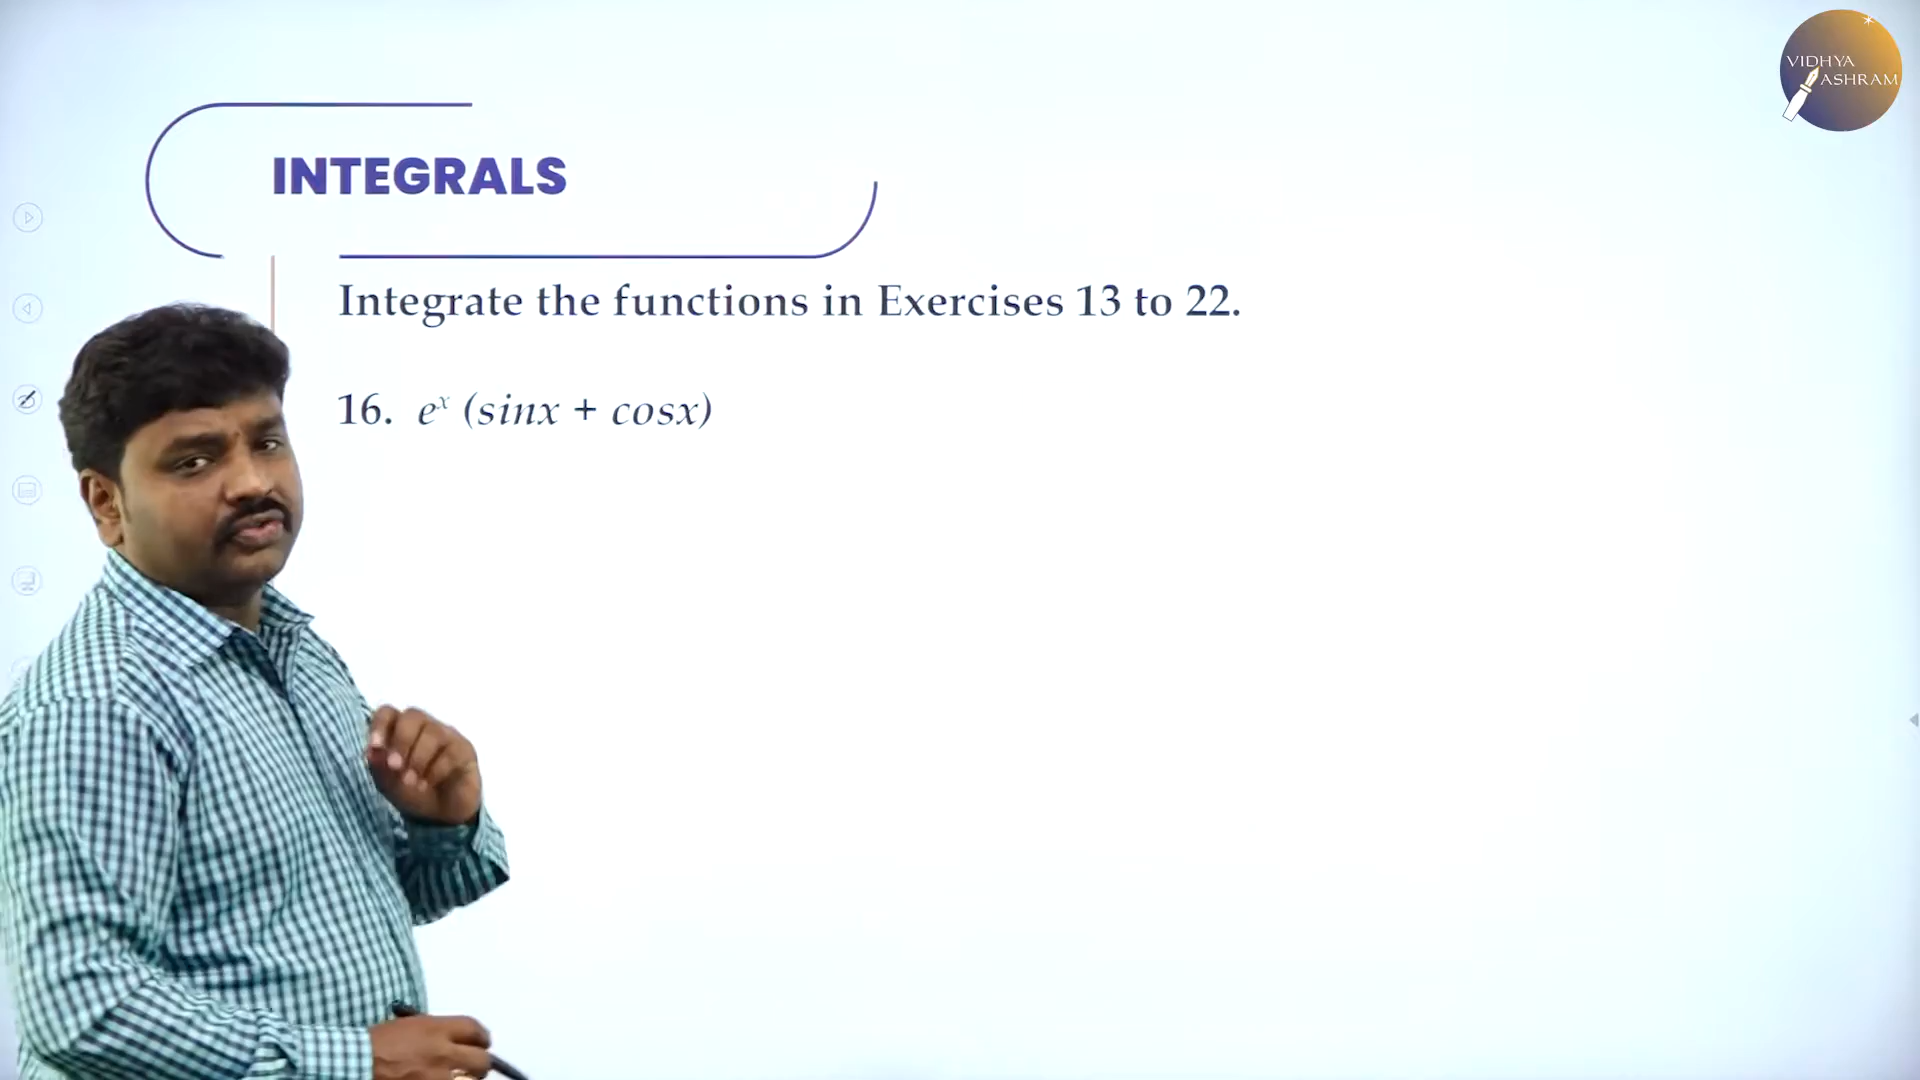 VIDHYA
ASHRAM
INTEGRALS
Integrate the functions in Exercises 13 to 22.
16. eˣ (sinx + cosx)